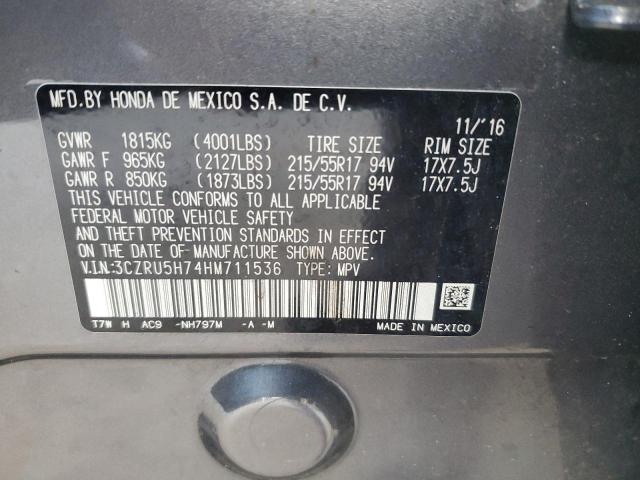 MFD. BY HONDA DE MEXICO S.A. DE C.V.
11/'16
GVWR 1815KG (4001LBS) TIRE SIZE RIM SIZE
GAWR F 965KG (2127LBS) 215/55R17 94V 17X7.5J
GAWR R 850KG (1873LBS) 215/55R17 94V 17X7.5J
THIS VEHICLE CONFORMS TO ALL APPLICABLE
FEDERAL MOTOR VEHICLE SAFETY
AND THEFT PREVENTION STANDARDS IN EFFECT
ON THE DATE OF MANUFACTURE SHOWN ABOVE.
V.I.N:3CZRU5H74HM711536 TYPE: MPV
T7W H AC9 -NH797M -A -M MADE IN MEXICO